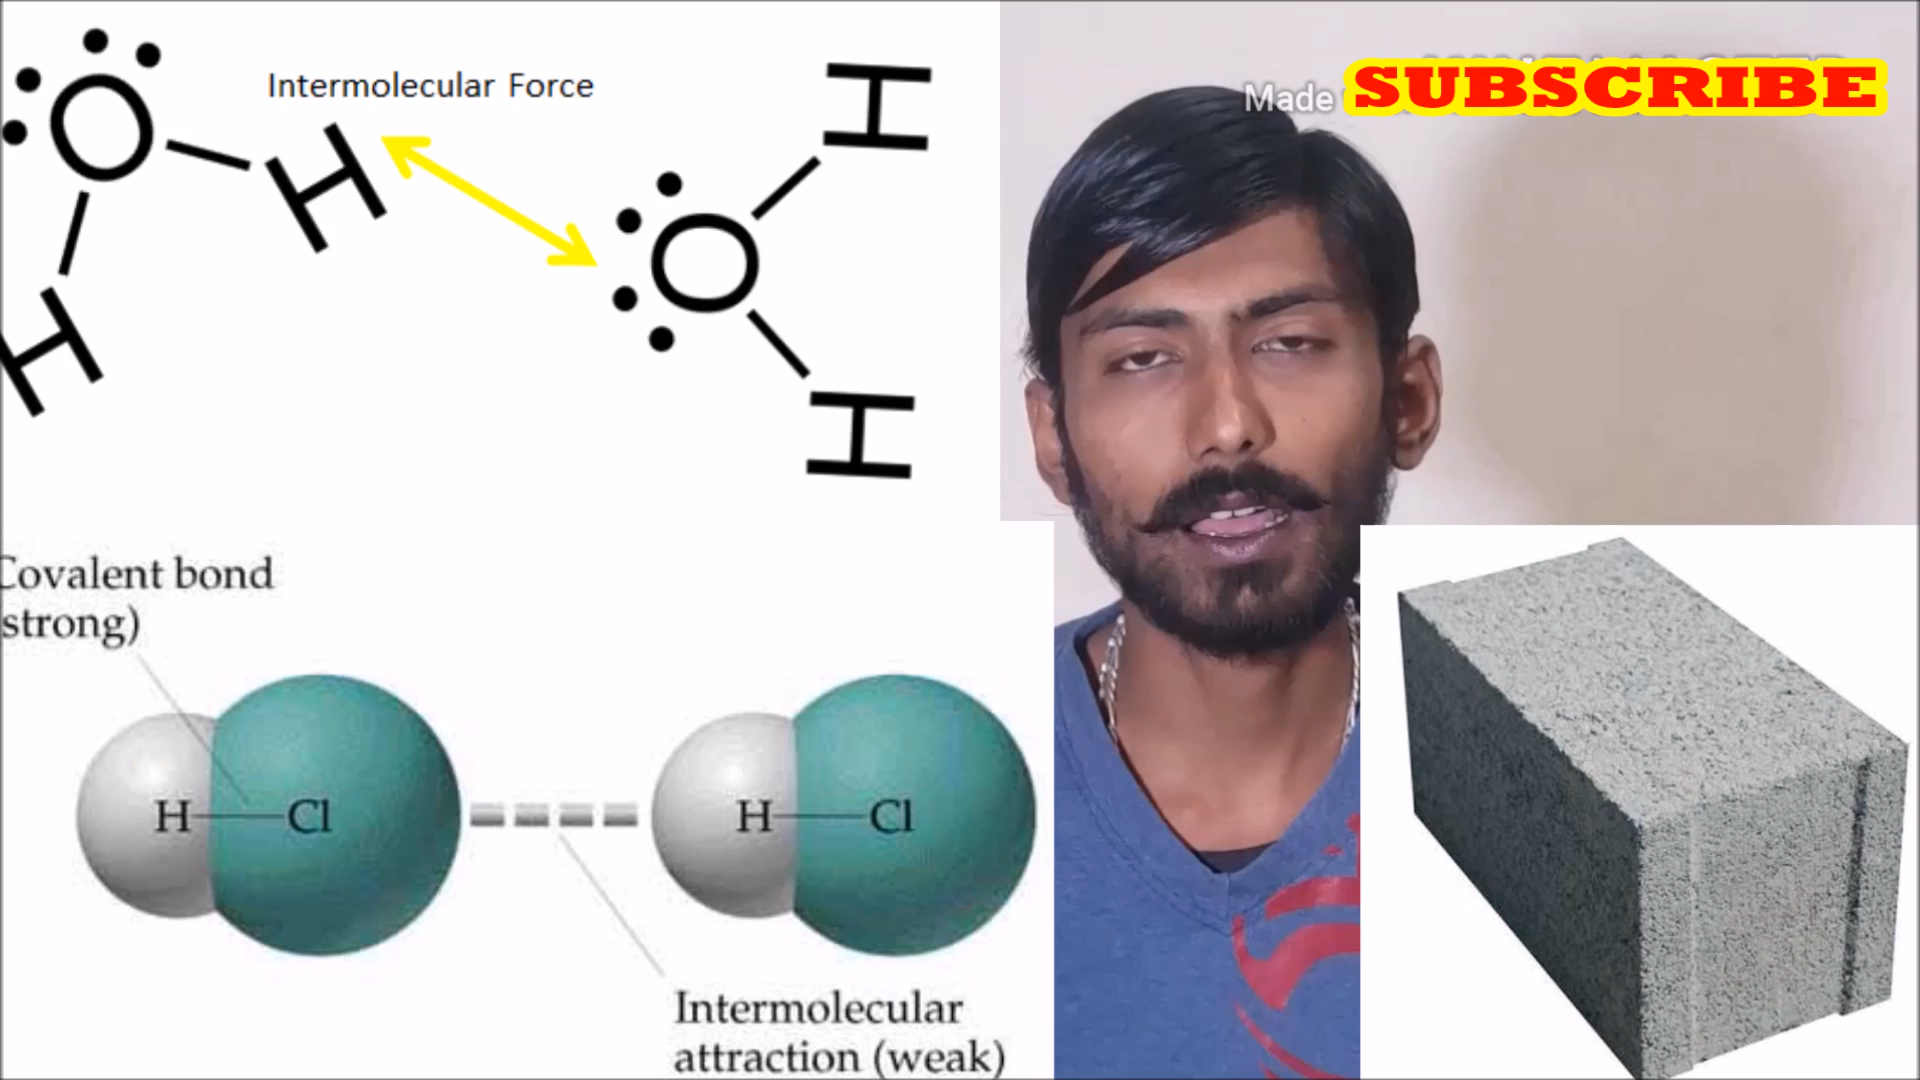 Intermolecular Force
O
H
H
O
H
H
Made
SUBSCRIBE
Covalent bond
strong)
H
Cl
H
Cl
Intermolecular
attraction (weak)